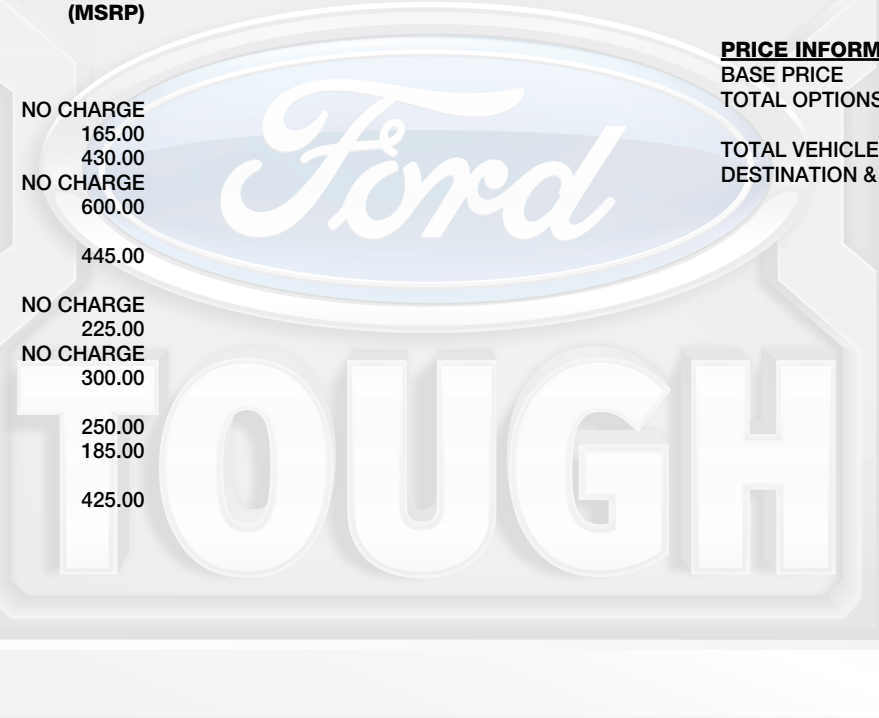 (MSRP)
NO CHARGE
165.00
430.00
NO CHARGE
600.00
445.00
NO CHARGE
225.00
NO CHARGE
300.00
250.00
185.00
425.00
PRICE INFORM
BASE PRICE
TOTAL OPTIONS
TOTAL VEHICLE
DESTINATION &
Ford
TOUGH